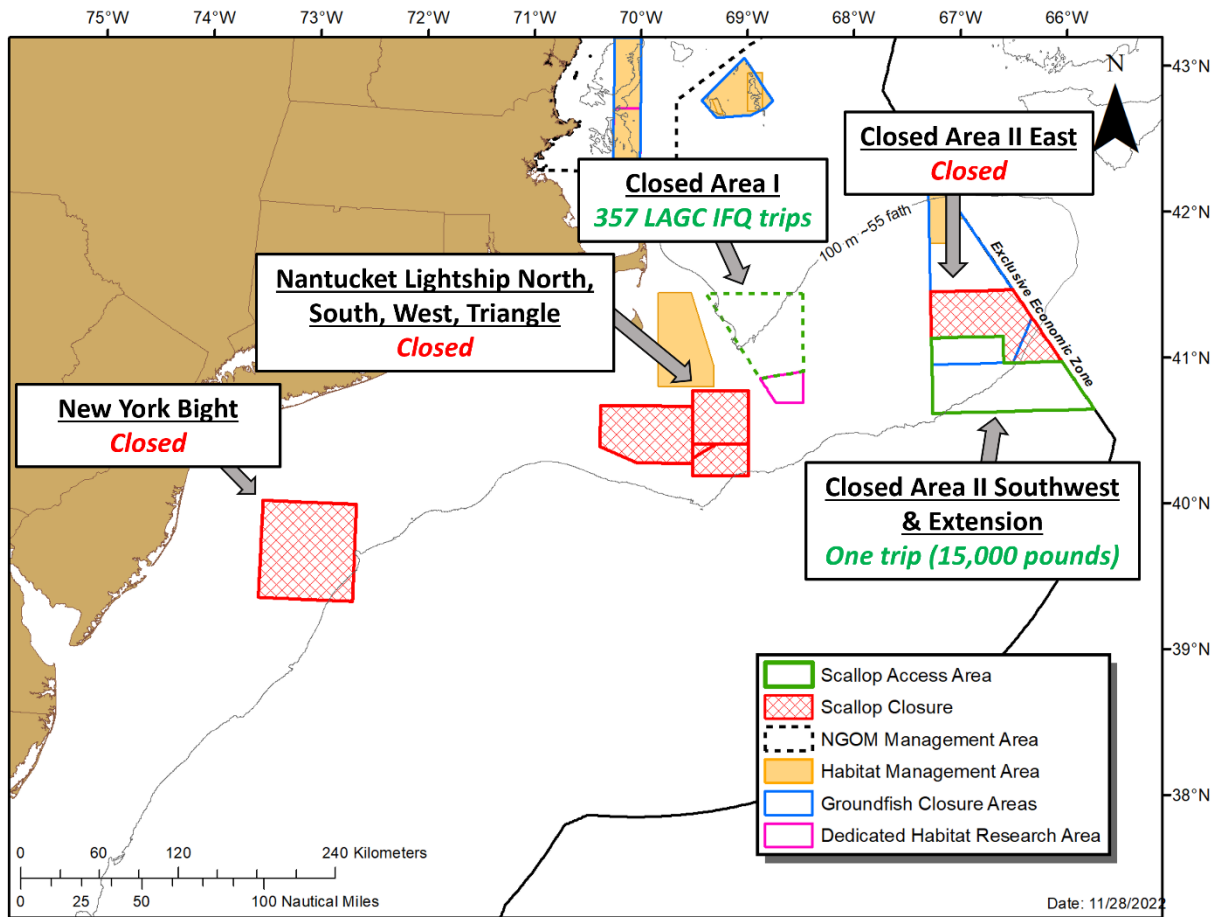 75°W
74°W
73°W
72°W
71°W
70°W
69°W
68°W
67°W
66°W
43°N
N
Closed Area II East
Closed
Closed Area I
357 LAGC IFQ trips
42°N
100 m ~55 fath
Exclusive Economic Zone
Nantucket Lightship North,
South, West, Triangle
Closed
41°N
New York Bight
Closed
40°N
Closed Area II Southwest
& Extension
One trip (15,000 pounds)
39°N
Scallop Access Area
Scallop Closure
NGOM Management Area
Habitat Management Area
Groundfish Closure Areas
Dedicated Habitat Research Area
38°N
0 60 120 240 Kilometers
0 25 50 100 Nautical Miles
Date: 11/28/2022